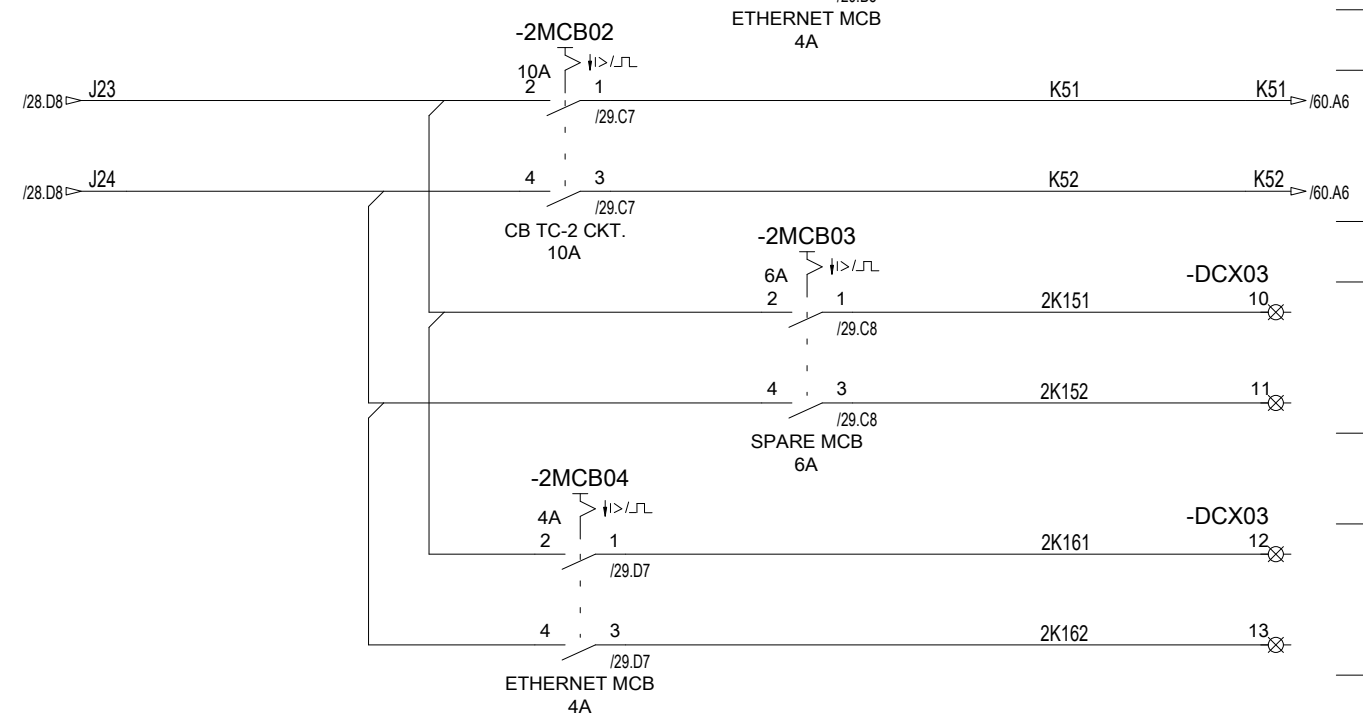 /29.D6
ETHERNET MCB
4A
-2MCB02
10A
2 1
/28.D8 J23 K51 K51 /60.A6
/29.C7
/28.D8 J24 4 3 K52 K52 /60.A6
/29.C7
CB TC-2 CKT.
10A
-2MCB03
6A
-DCX03
2 1 2K151 10
/29.C8
4 3 2K152 11
/29.C8
SPARE MCB
6A
-2MCB04
4A
-DCX03
2 1 2K161 12
/29.D7
4 3 2K162 13
/29.D7
ETHERNET MCB
4A